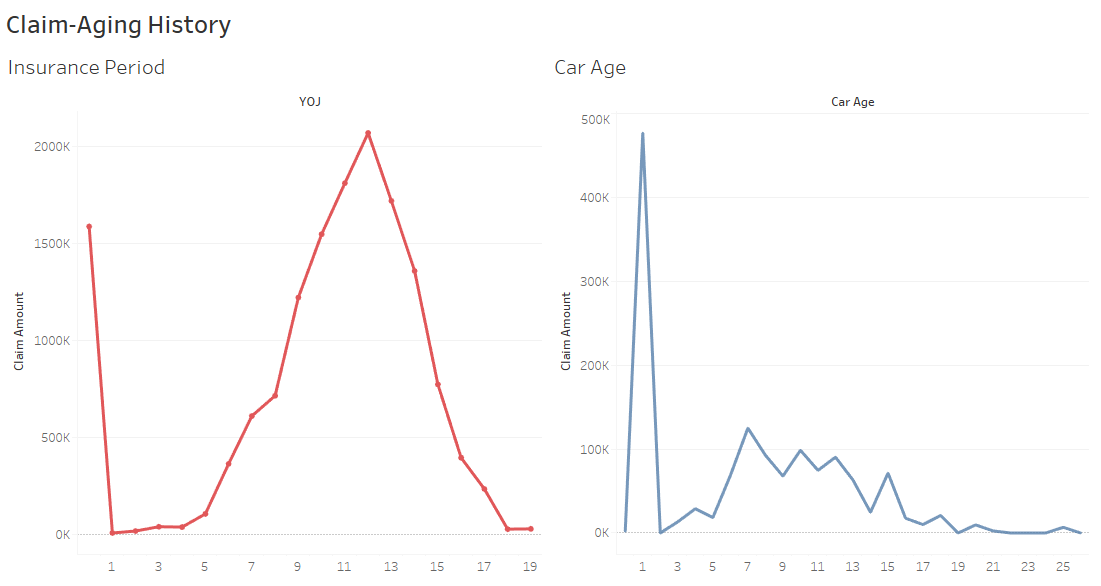 Claim-Aging History
Insurance Period
YOJ
Claim Amount
2000K
1500K
1000K
500K
0K
1 3 5 7 9 11 13 15 17 19
Car Age
Car Age
Claim Amount
500K
400K
300K
200K
100K
0K
1 3 5 7 9 11 13 15 17 19 21 23 25